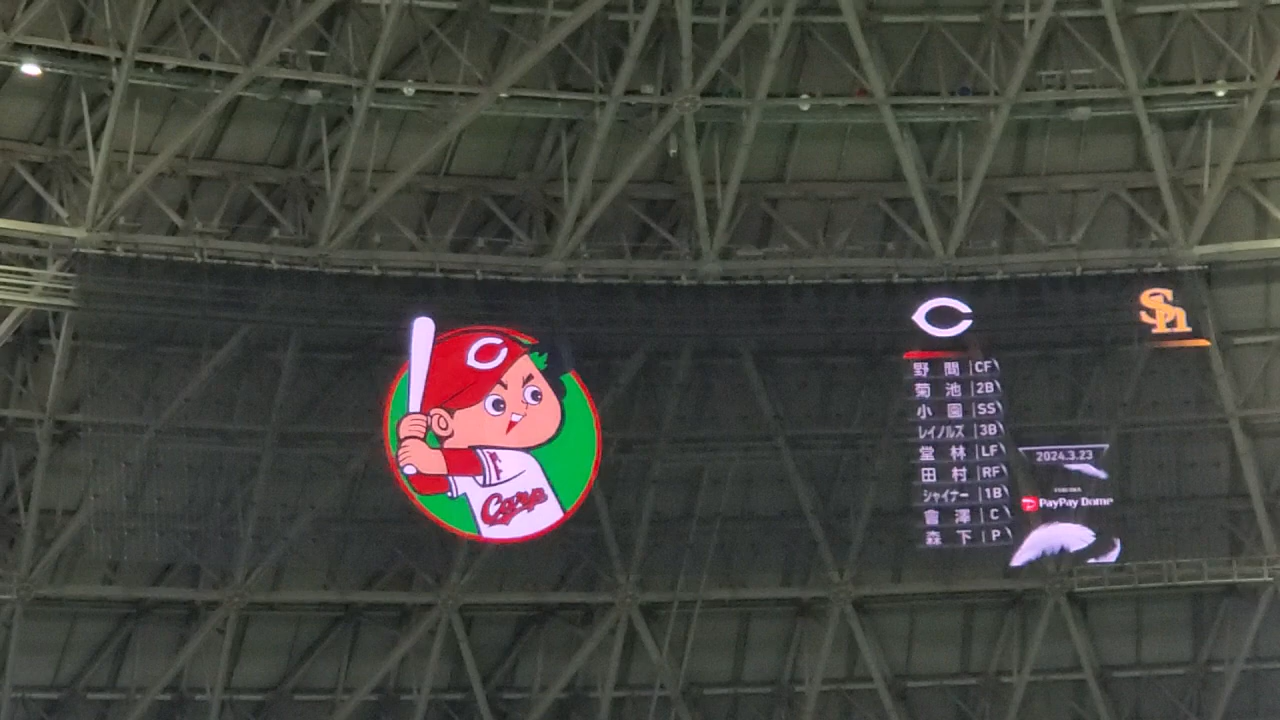 C
Carp
C
SH
野間 CF
菊池 2B
小園 SS
レイノルズ 3B
堂林 LF
田村 RF
シャイナー 1B
會澤 C
森下 P
2024.3.23
FUKUOKA
PayPay Dome